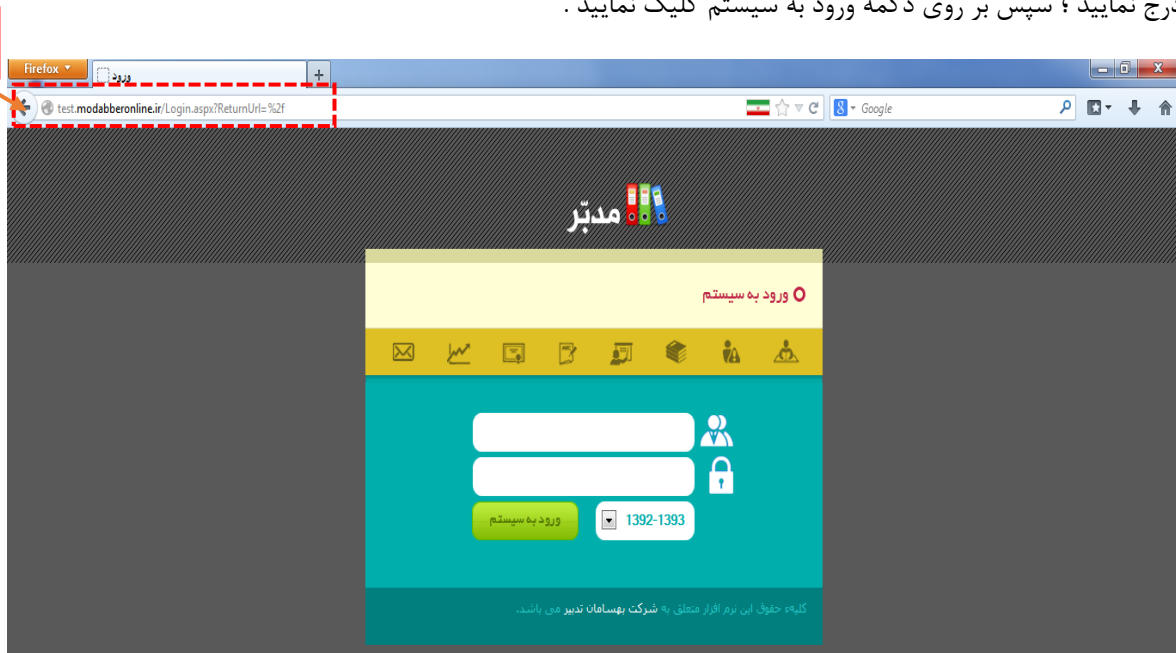 درج نمایید ؛ سپس بر روی دکمه ورود به سیستم کلیک نمایید .
Firefox
ورود
test.modabberonline.ir/Login.aspx?ReturnUrl=%2f
Google
مدبّر
ورود به سیستم
1392-1393
ورود به سیستم
کلیه حقوق این نرم افزار متعلق به شرکت بهسامان تدبیر می باشد.